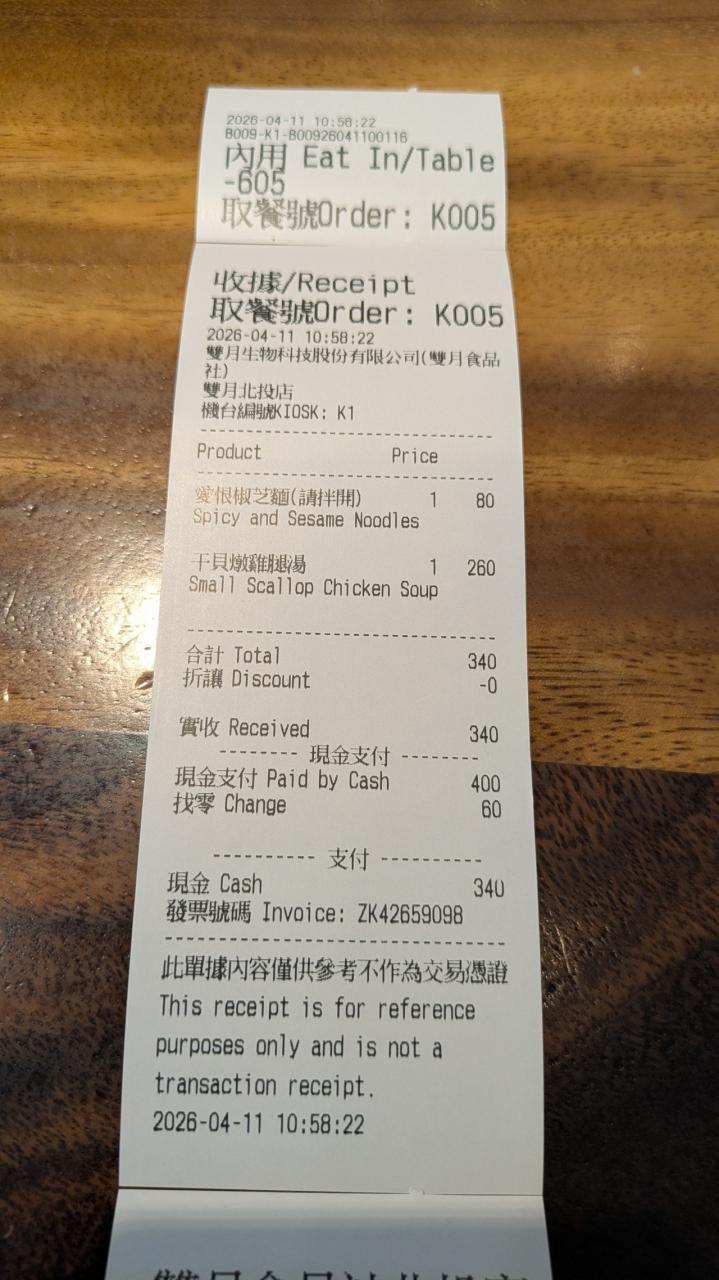 2026-04-11 10:58:22
B009-K1-B00926041100116
內用 Eat In/Table
-605
取餐號Order: K005
收據/Receipt
取餐號Order: K005
2026-04-11 10:58:22
雙月生物科技股份有限公司(雙月食品
社)
雙月北投店
機台編號KIOSK: K1
Product Price
愛恨椒芝麵(請拌開) 1 80
Spicy and Sesame Noodles
干貝燉雞腿湯 1 260
Small Scallop Chicken Soup
合計 Total 340
折讓 Discount -0
實收 Received 340
-------- 現金支付 --------
現金支付 Paid by Cash 400
找零 Change 60
---------- 支付 ----------
現金 Cash 340
發票號碼 Invoice: ZK42659098
此單據內容僅供參考不作為交易憑證
This receipt is for reference
purposes only and is not a
transaction receipt.
2026-04-11 10:58:22